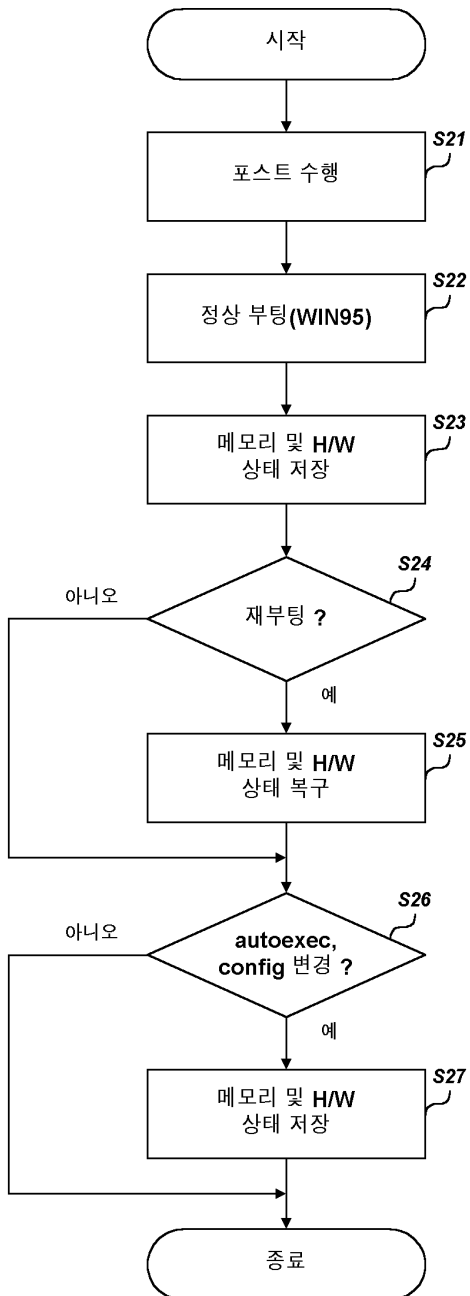 시작
S21
포스트 수행
S22
정상 부팅(WIN95)
S23
메모리 및 H/W
상태 저장
S24
아니오
재부팅 ?
예
S25
메모리 및 H/W
상태 복구
S26
아니오
autoexec,
config 변경 ?
예
S27
메모리 및 H/W
상태 저장
종료